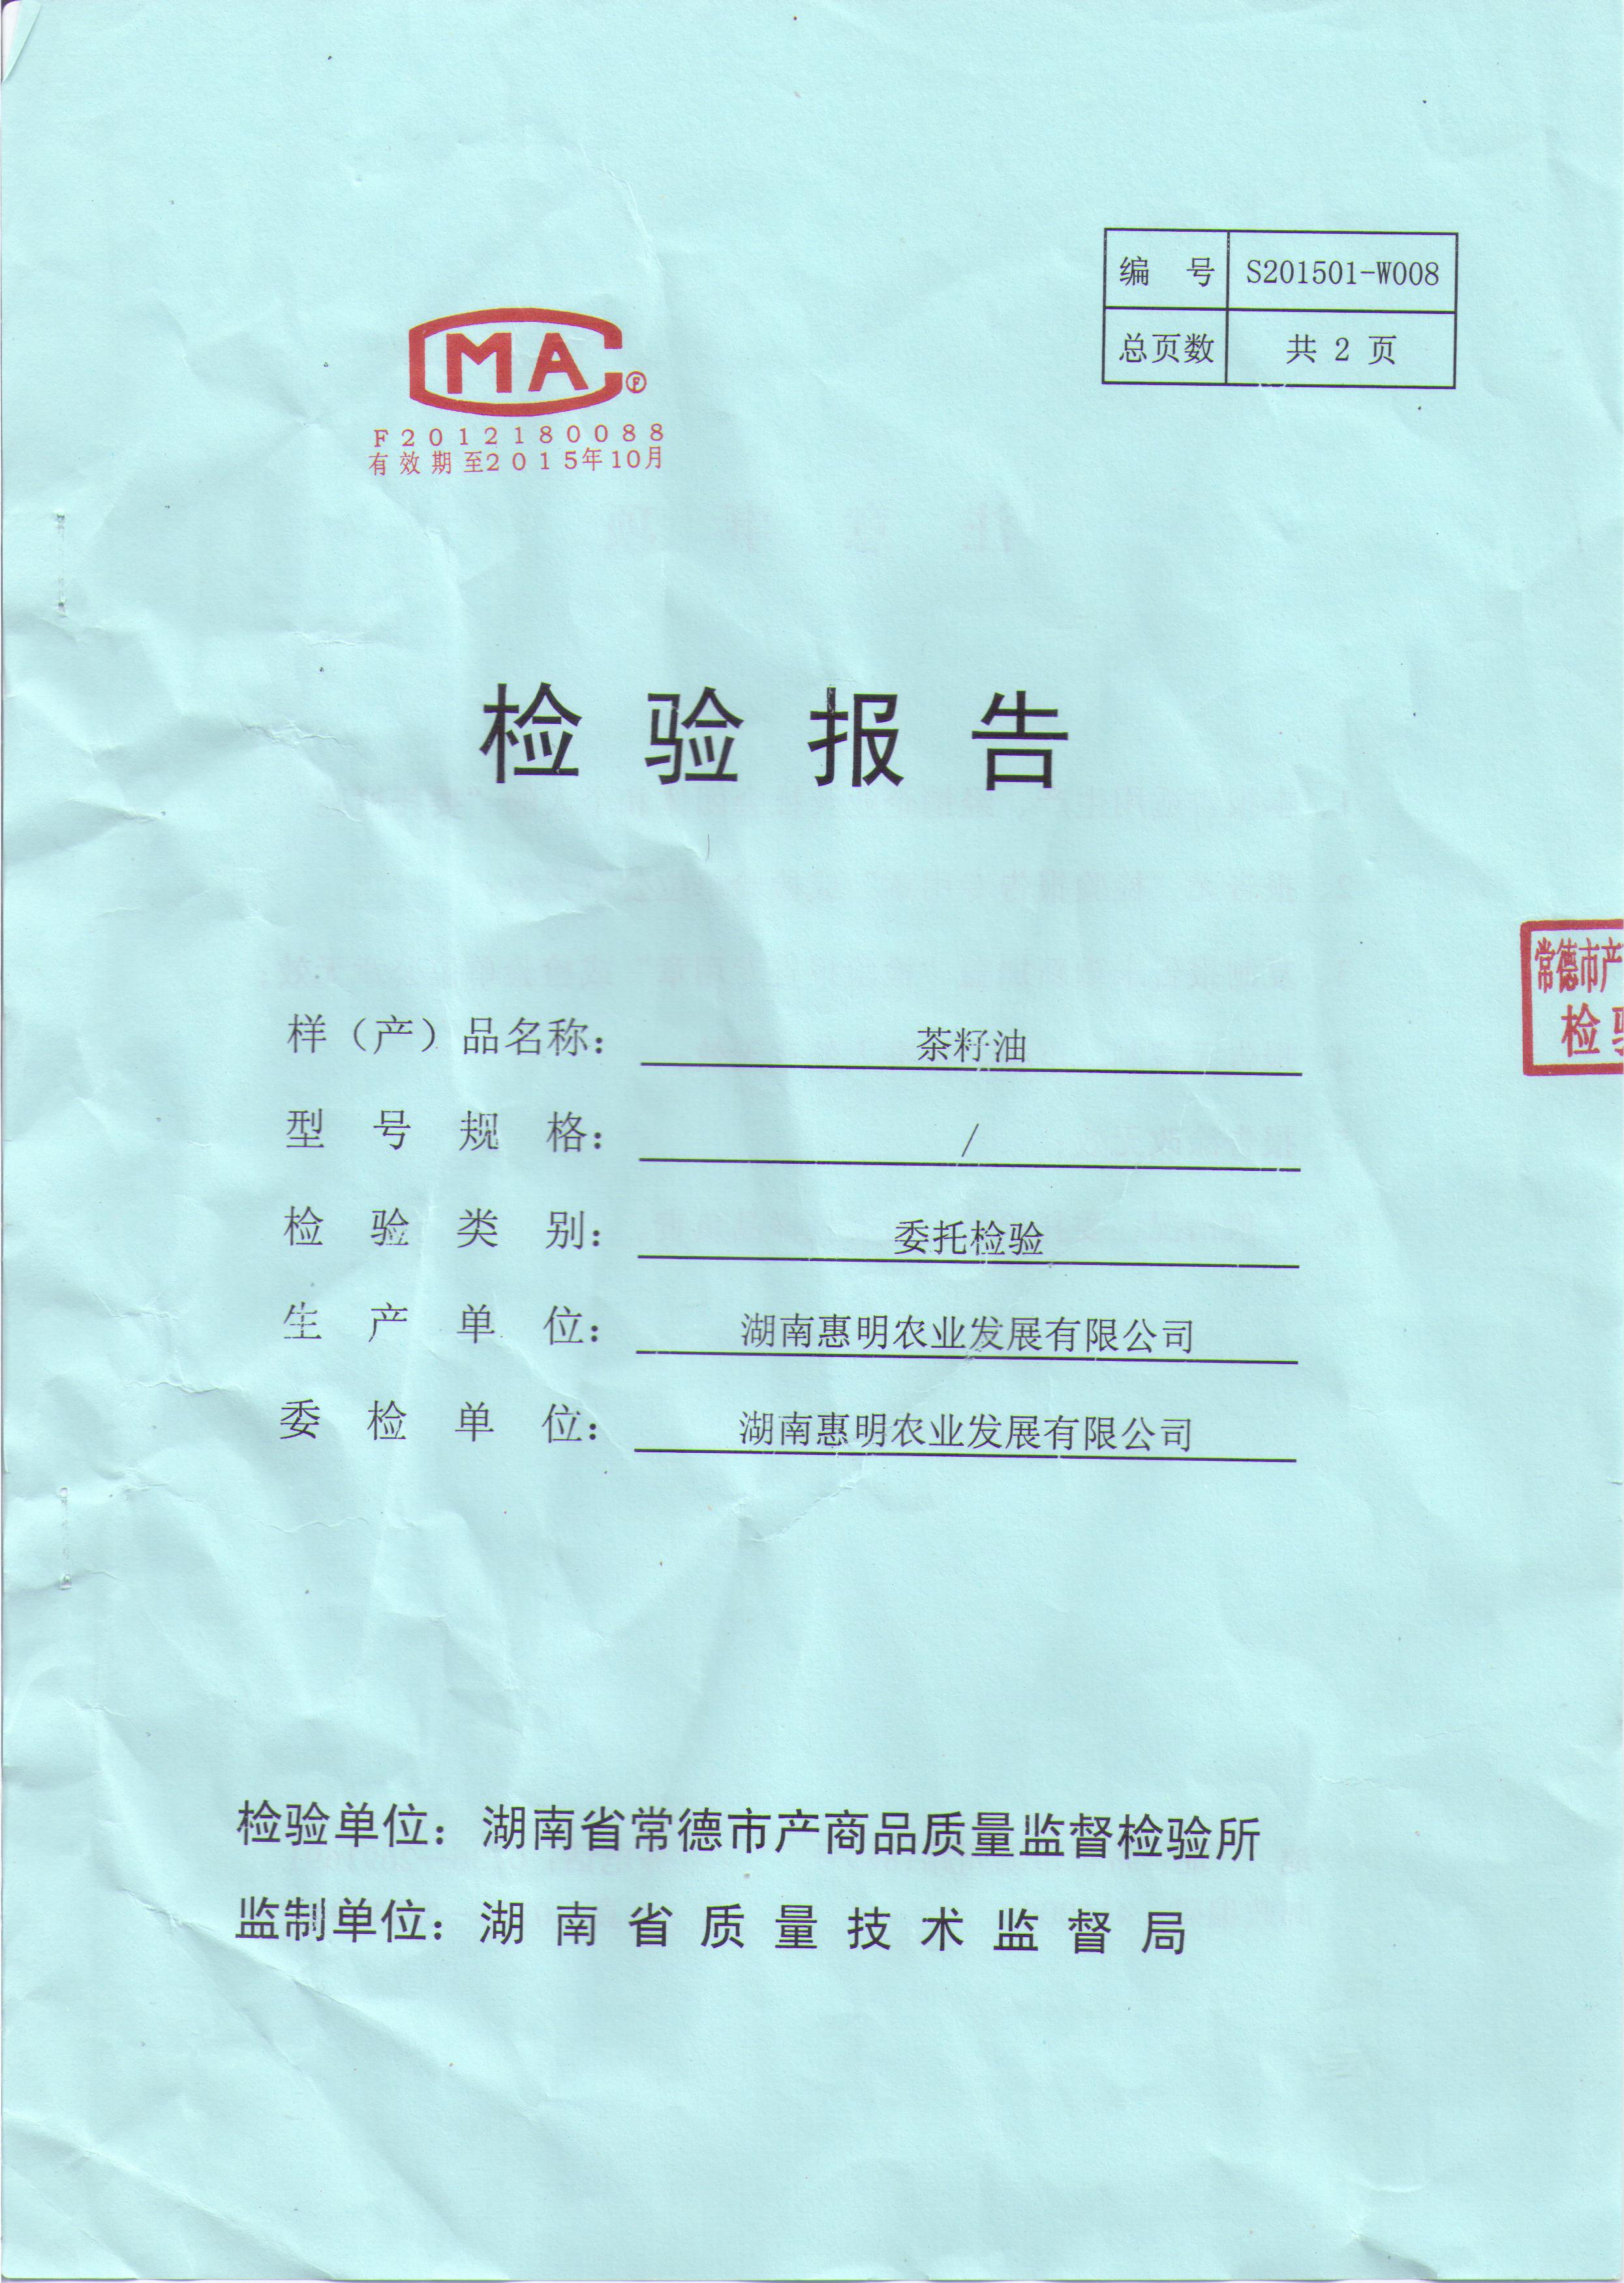 编 号 S201501-W008
总页数 共 2 页
CMA
F2012180088
有效期至2015年10月
检验报告
样（产）品名称： 茶籽油
型号规格： /
检验类别： 委托检验
生产单位： 湖南惠明农业发展有限公司
委检单位： 湖南惠明农业发展有限公司
常德市产
检
检验单位：湖南省常德市产商品质量监督检验所
监制单位：湖南省质量技术监督局